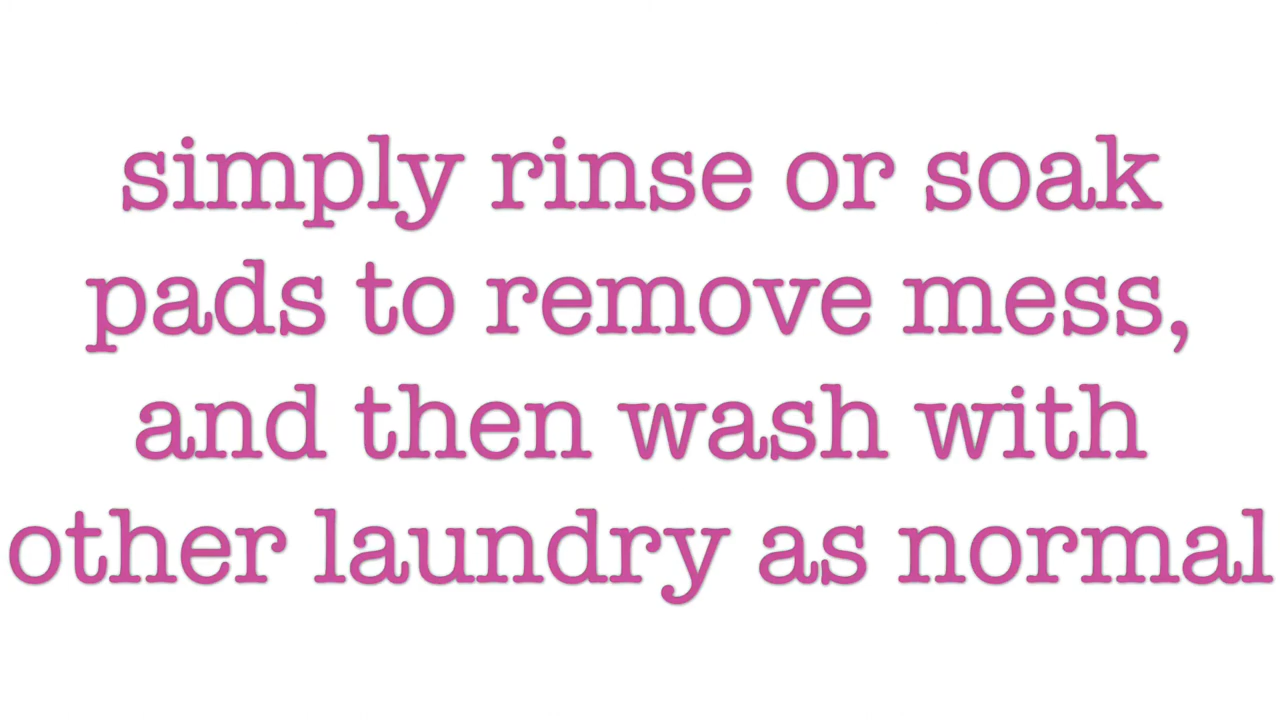 simply rinse or soak
pads to remove mess,
and then wash with
other laundry as normal